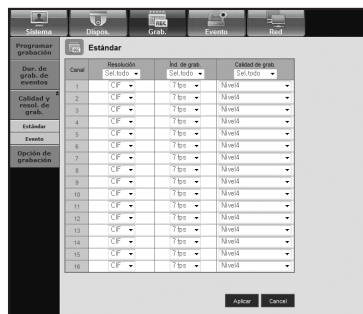 Sistema Dispos. Grab. Evento Red
REC
Programar grabación
Dur. de grab. de eventos
Calidad y resol. de grab.
Estándar
Evento
Opción de grabación
Estándar
Canal Resolución Índ. de grab. Calidad de grab.
Sel.todo Sel.todo Sel.todo
1 CIF 7 fps Nivel4
2 CIF 7 fps Nivel4
3 CIF 7 fps Nivel4
4 CIF 7 fps Nivel4
5 CIF 7 fps Nivel4
6 CIF 7 fps Nivel4
7 CIF 7 fps Nivel4
8 CIF 7 fps Nivel4
9 CIF 7 fps Nivel4
10 CIF 7 fps Nivel4
11 CIF 7 fps Nivel4
12 CIF 7 fps Nivel4
13 CIF 7 fps Nivel4
14 CIF 7 fps Nivel4
15 CIF 7 fps Nivel4
16 CIF 7 fps Nivel4
Aplicar Cancel